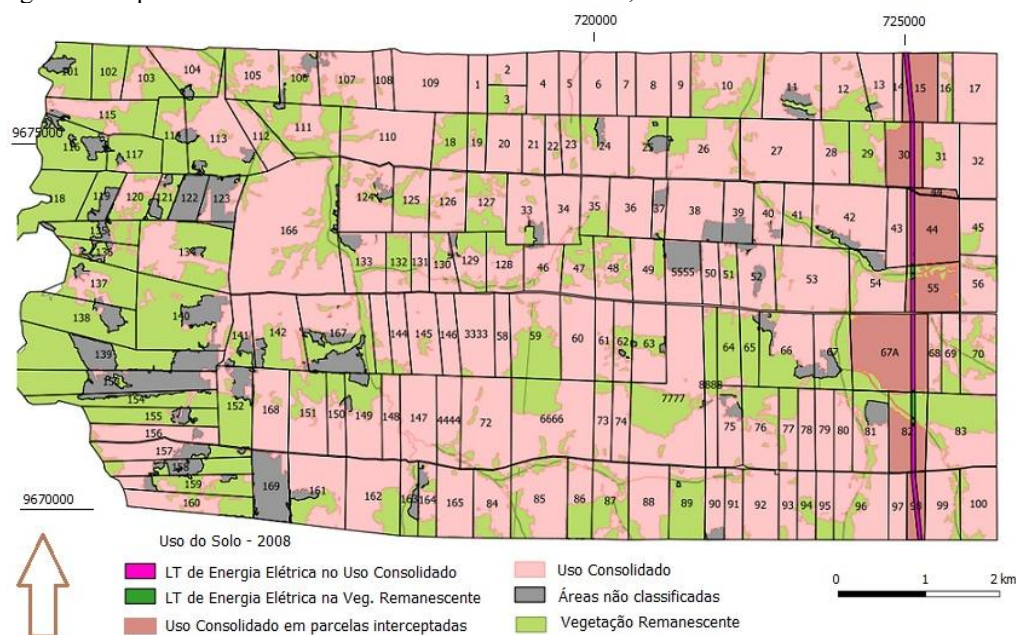 720000
725000
101 102 103 104 105 106 107 108 109 1 2 4 5 6 7 8 9 10 11 12 13 14 15 16 17
3
115
9675000
116 117 114 113 112 111 110 18 19 20 21 22 23 24 25 26 27 28 29 30 31 32
118 119 120 121 122 123 166 124 125 126 127 33 34 35 36 37 38 39 40 41 42 43 44 45
135 136 134 133 132 131 130 129 128 46 47 48 49 5555 50 51 52 53 54 55 56
137
138 140 141 142 167 144 145 146 3333 58 59 60 61 62 63 64 65 66 67 67A 68 69 70
139
8888
154 152 168 151 150 149 148 147 4444 72 6666 73 74 7777 75 76 77 78 79 80 81 82 83
155
156
157
158
159
160 169 161 162 163 164 165 84 85 86 87 88 89 90 91 92 93 94 95 96 97 98 99 100
9670000
Uso do Solo - 2008
LT de Energia Elétrica no Uso Consolidado
LT de Energia Elétrica na Veg. Remanescente
Uso Consolidado em parcelas interceptadas
Uso Consolidado
Áreas não classificadas
Vegetação Remanescente
0 1 2 km